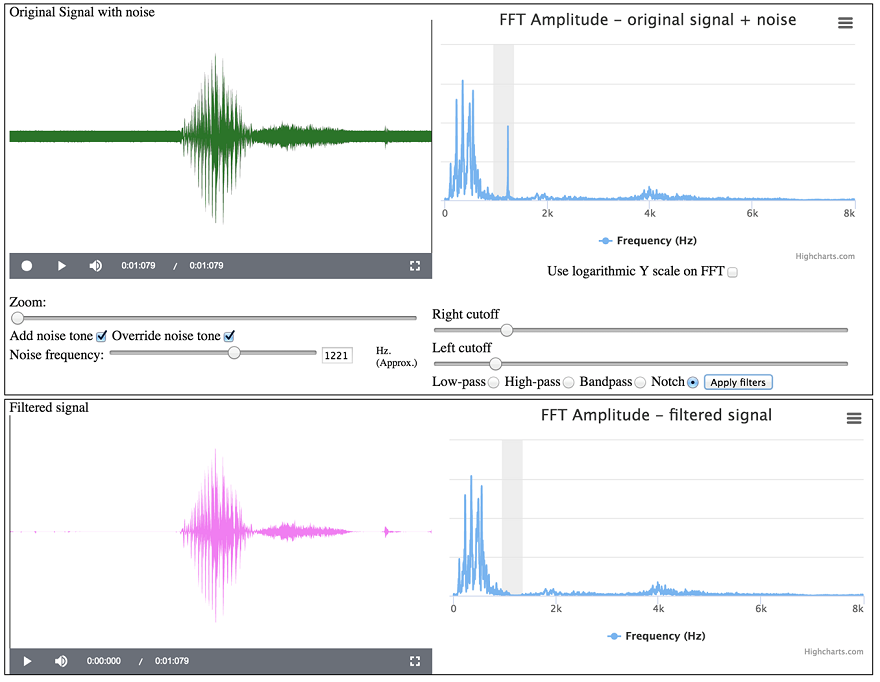 Original Signal with noise
FFT Amplitude – original signal + noise
0 2k 4k 6k 8k
Frequency (Hz)
Highcharts.com
0:01:079 / 0:01:079
Use logarithmic Y scale on FFT
Zoom:
Add noise tone Override noise tone
Noise frequency: 1221 Hz.
(Approx.)
Right cutoff
Left cutoff
Low-pass High-pass Bandpass Notch Apply filters
Filtered signal
FFT Amplitude – filtered signal
0 2k 4k 6k 8k
Frequency (Hz)
Highcharts.com
0:00:000 / 0:01:079